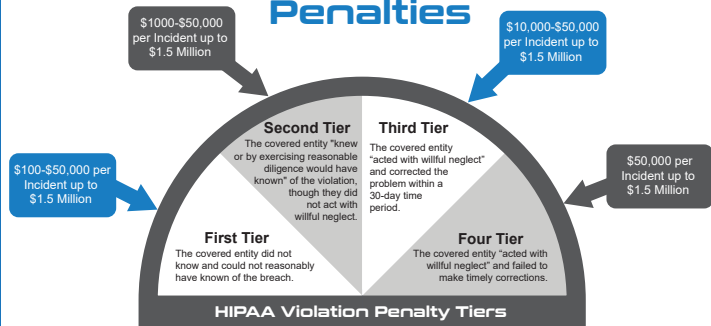 Penalties
$1000-$50,000
per Incident up to
$1.5 Million
$10,000-$50,000
per Incident up to
$1.5 Million
$100-$50,000 per
Incident up to
$1.5 Million
$50,000 per
Incident up to
$1.5 Million
First Tier
The covered entity did not
know and could not reasonably
have known of the breach.
Second Tier
The covered entity "knew
or by exercising reasonable
diligence would have
known" of the violation,
though they did
not act with
willful neglect.
Third Tier
The covered entity
“acted with willful neglect”
and corrected the
problem within a
30-day time
period.
Four Tier
The covered entity “acted with
willful neglect” and failed to
make timely corrections.
HIPAA Violation Penalty Tiers